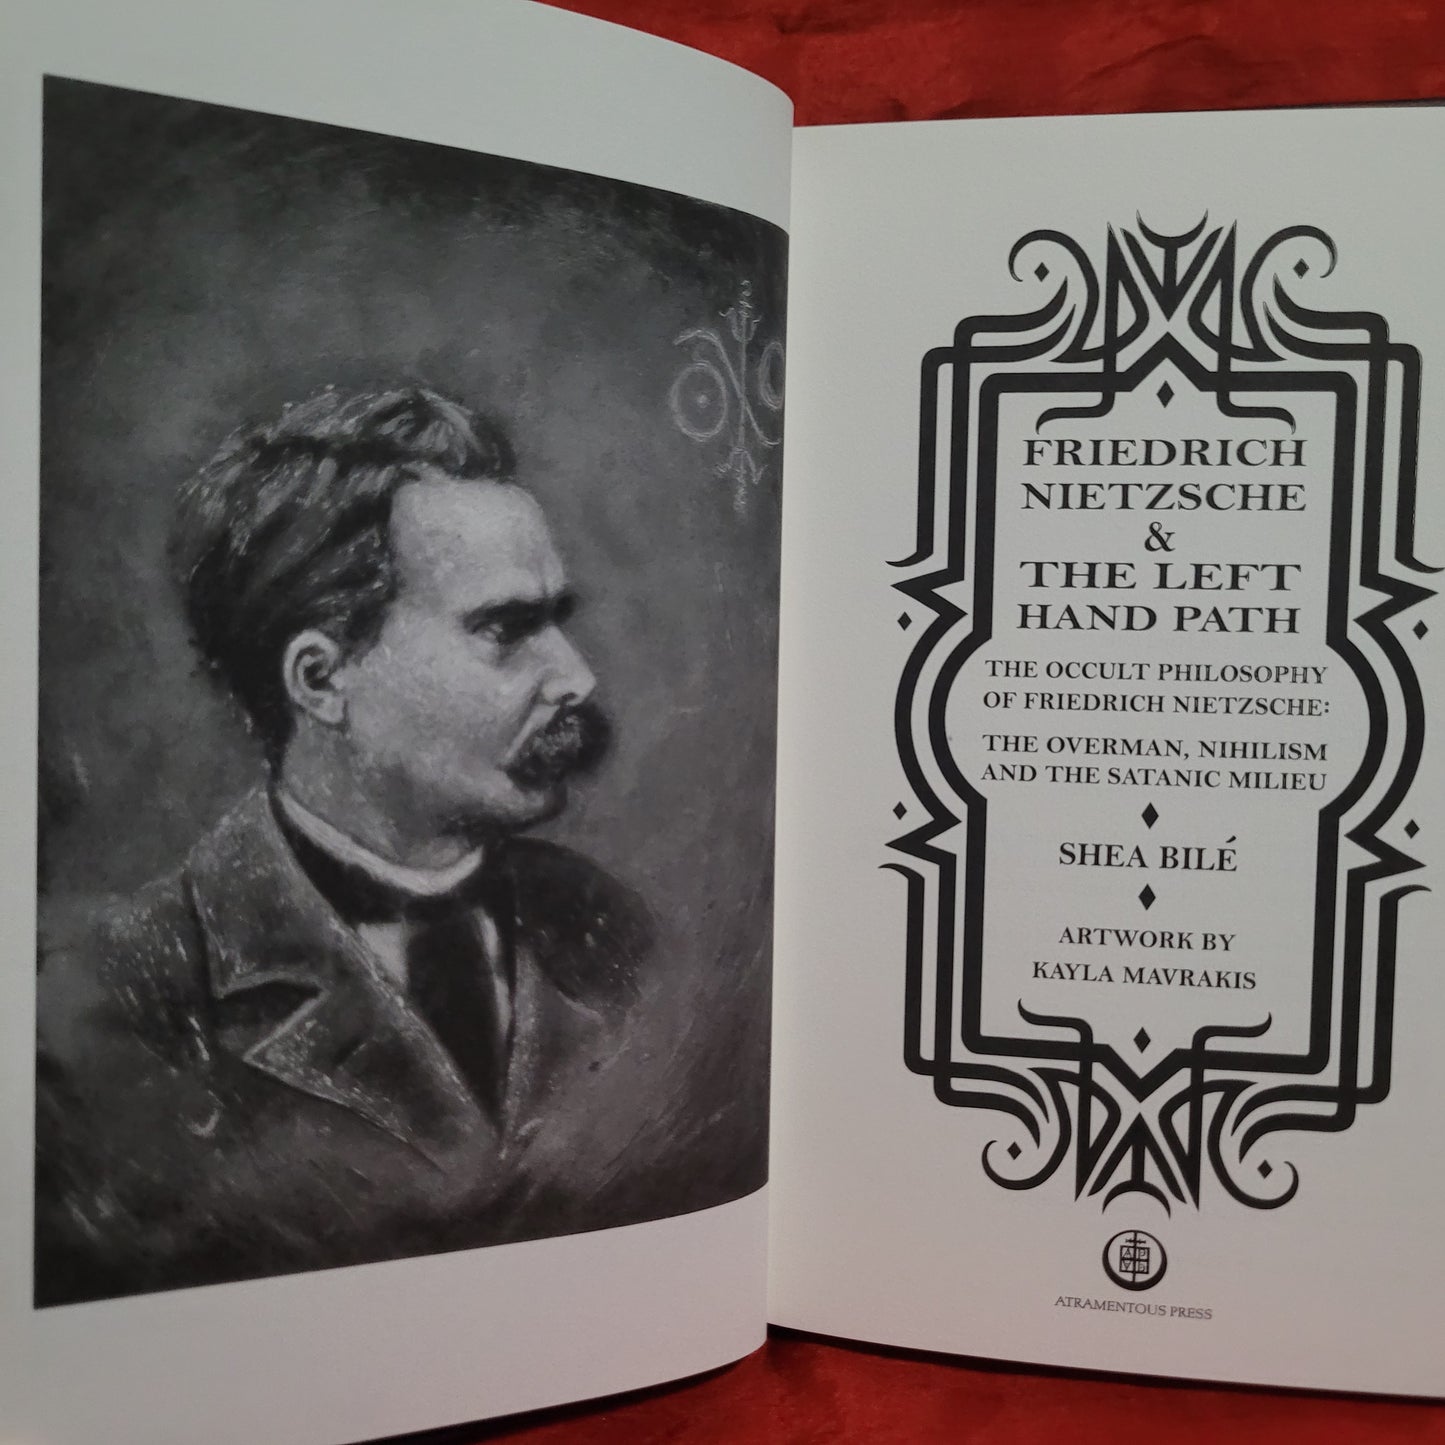 FRIEDRICH
NIETZSCHE
&
THE LEFT
HAND PATH
THE OCCULT PHILOSOPHY
OF FRIEDRICH NIETZSCHE:
THE OVERMAN, NIHILISM
AND THE SATANIC MILIEU
SHEA BILÉ
ARTWORK BY
KAYLA MAVRAKIS
ATRAMENTOUS PRESS